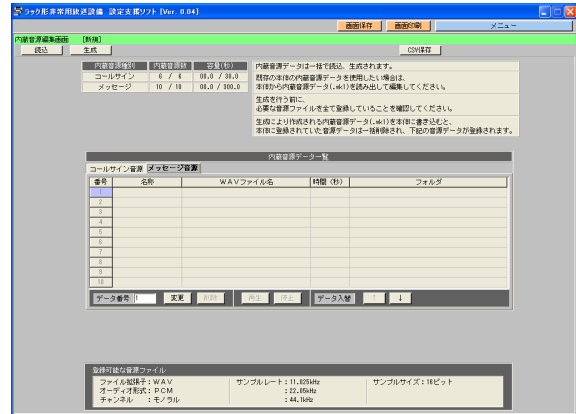 ラック形非常用放送設備 設定支援ソフト [Ver. 0.04]
画面保存 画面印刷 メニュー
内蔵音源編集画面 [新規]
読込 生成 CSV保存
内蔵音源種別 内蔵音源数 容量(秒)
コールサイン 6 / 6 00.0 / 30.0
メッセージ 10 / 10 00.0 / 300.0
内蔵音源データは一括で読込、生成されます。
既存の本体の内蔵音源データを使用したい場合は、
本体から内蔵音源データ(.wk1)を読み出して編集してください。
生成を行う前に、
必要な音源ファイルを全て登録していることを確認してください。
生成により作成される内蔵音源データ(.wk1)を本体に書き込むと、
本体に登録されていた音源データは一括削除され、下記の音源データが登録されます。
内蔵音源データ一覧
コールサイン音源 メッセージ音源
番号 名称 WAVファイル名 時間 (秒) フォルダ
1
2
3
4
5
6
7
8
9
10
データ番号 1 変更 削除 再生 停止 データ入替 ↑ ↓
登録可能な音源ファイル
ファイル拡張子:WAV サンプルレート:11.025kHz サンプルサイズ:16ビット
オーディオ形式:PCM :22.05kHz
チャンネル :モノラル :44.1kHz